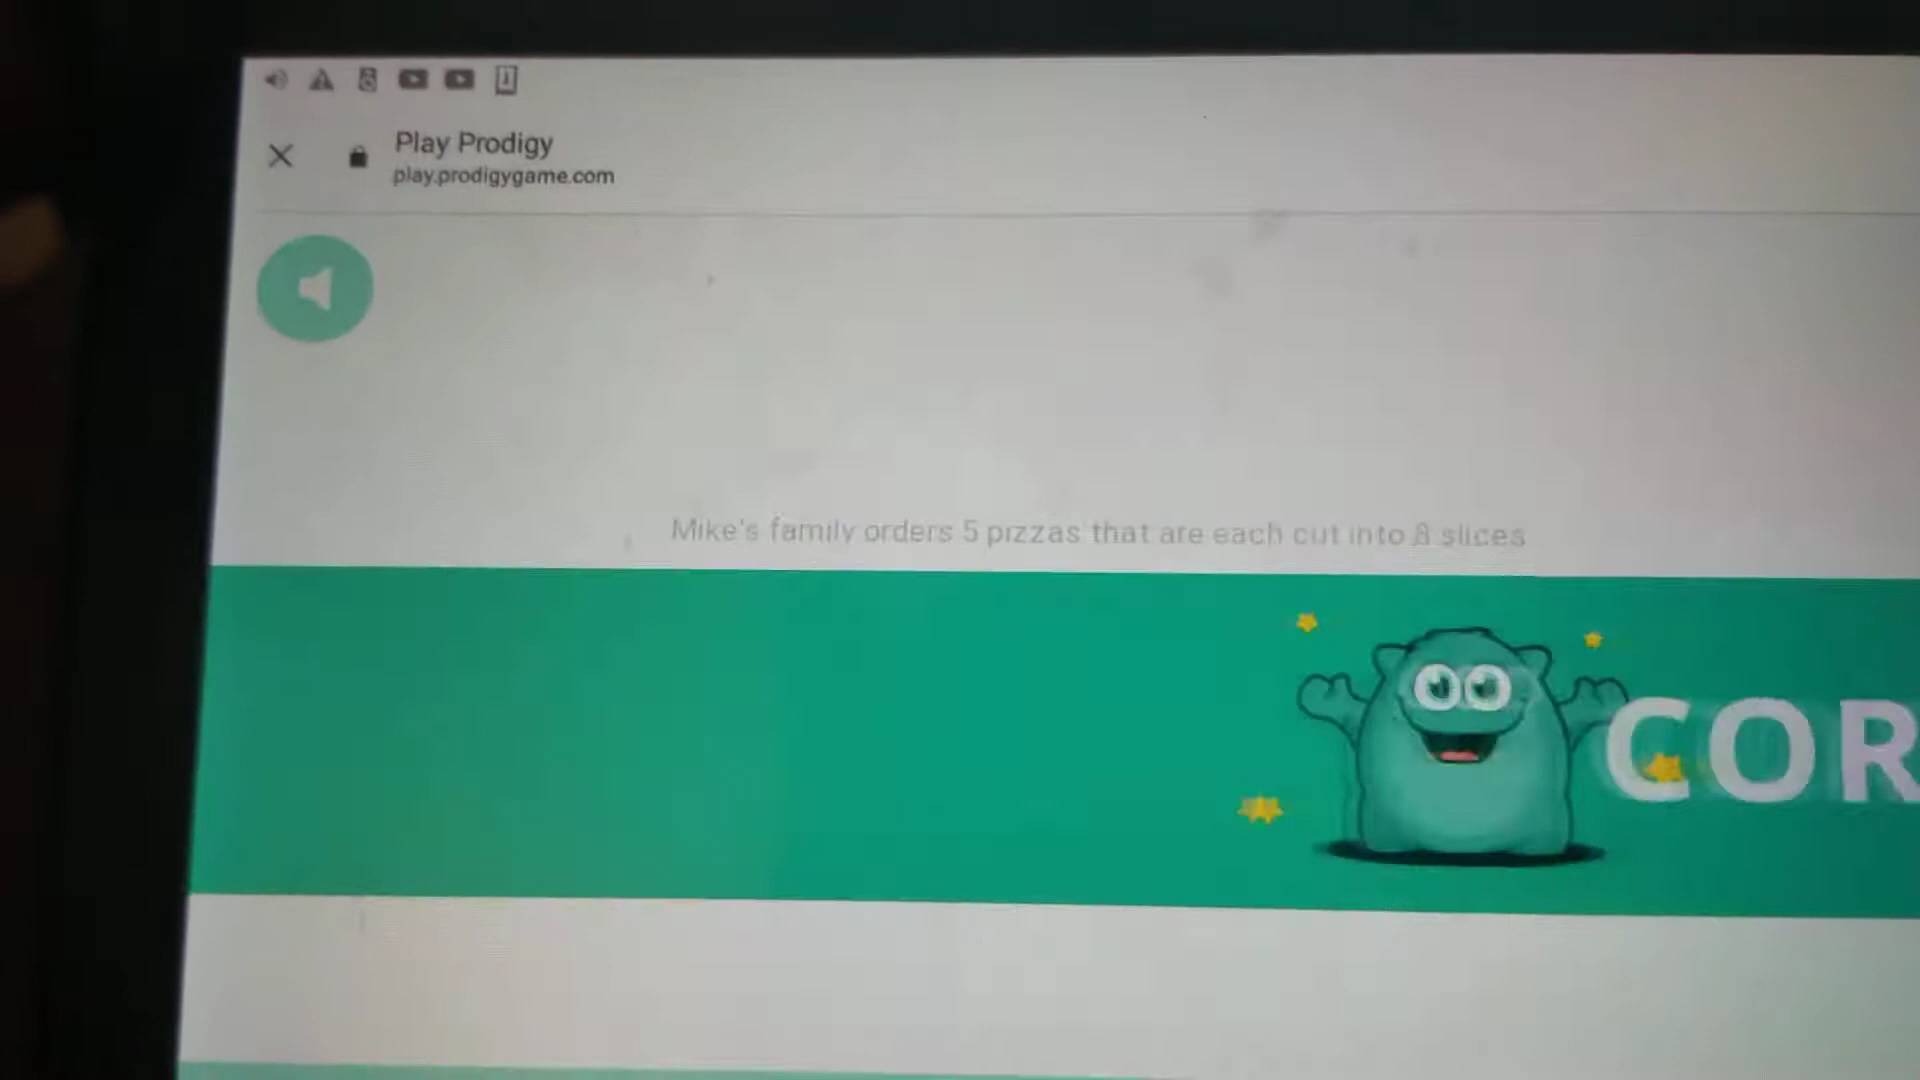 Play Prodigy
play.prodigygame.com
Mike's family orders 5 pizzas that are each cut into 8 slices
COR